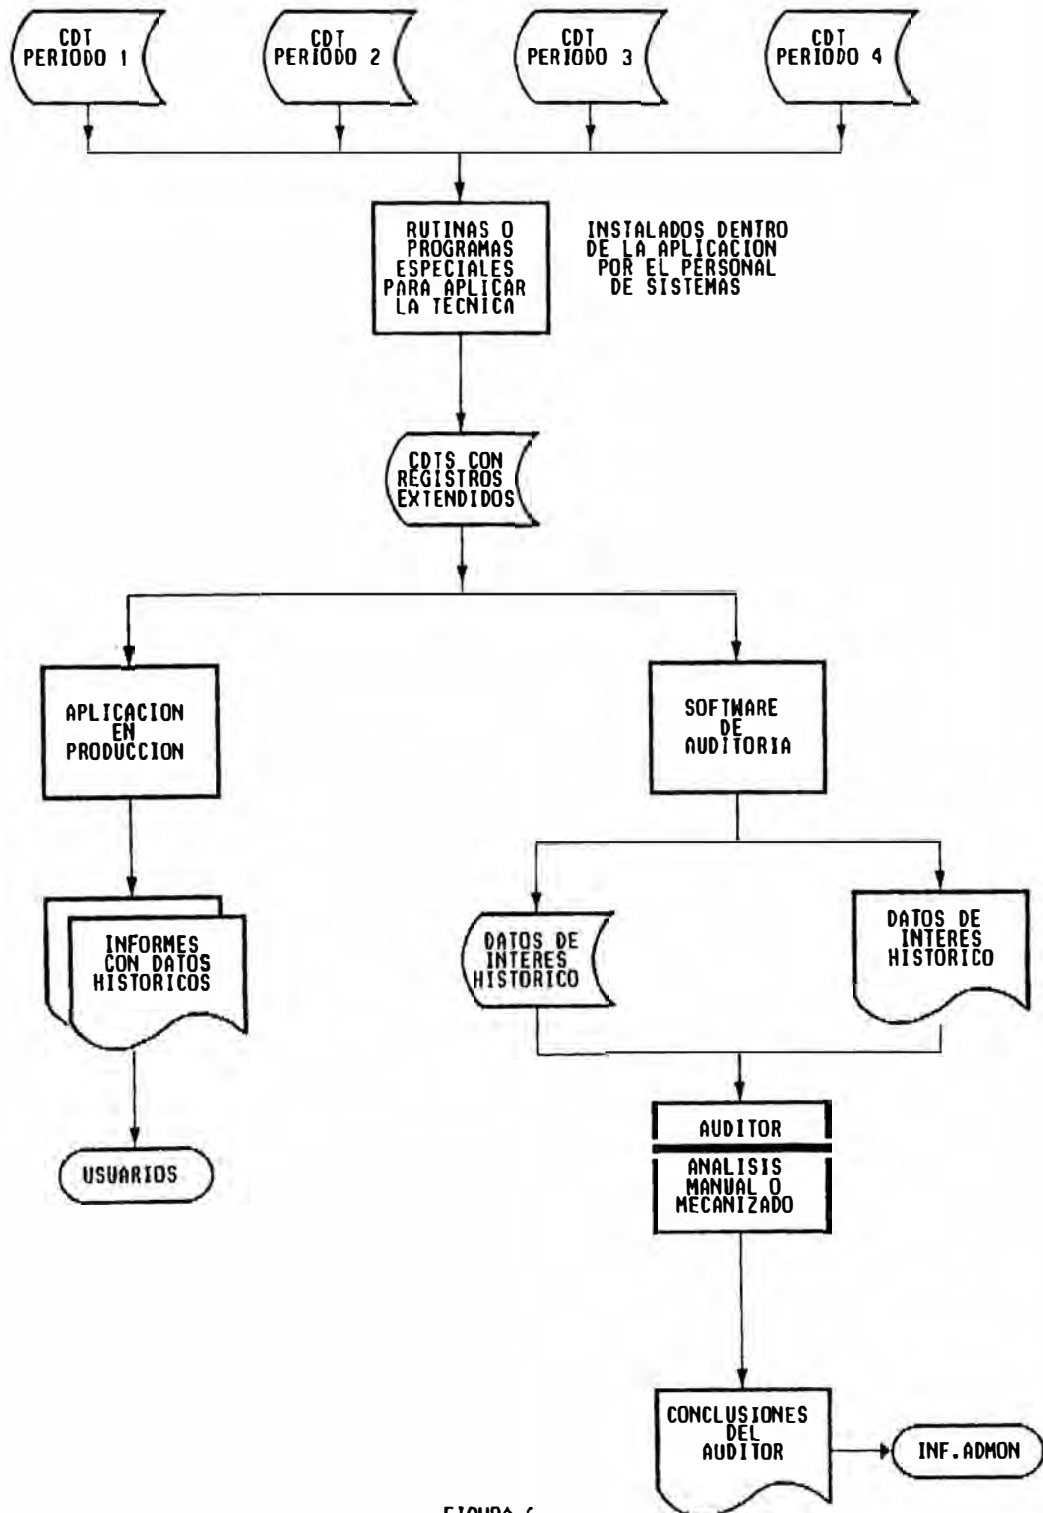 CDT
PERIODO 1
CDT
PERIODO 2
CDT
PERIODO 3
CDT
PERIODO 4
RUTINAS O
PROGRAMAS
ESPECIALES
PARA APLICAR
LA TECNICA
INSTALADOS DENTRO
DE LA APLICACION
POR EL PERSONAL
DE SISTEMAS
CDTS CON
REGISTROS
EXTENDIDOS
APLICACION
EN
PRODUCCION
SOFTWARE
DE
AUDITORIA
INFORMES
CON DATOS
HISTORICOS
DATOS DE
INTERES
HISTORICO
DATOS DE
INTERES
HISTORICO
USUARIOS
AUDITOR
ANALISIS
MANUAL O
MECANIZADO
CONCLUSIONES
DEL
AUDITOR
INF.ADMON
FIGURA 6